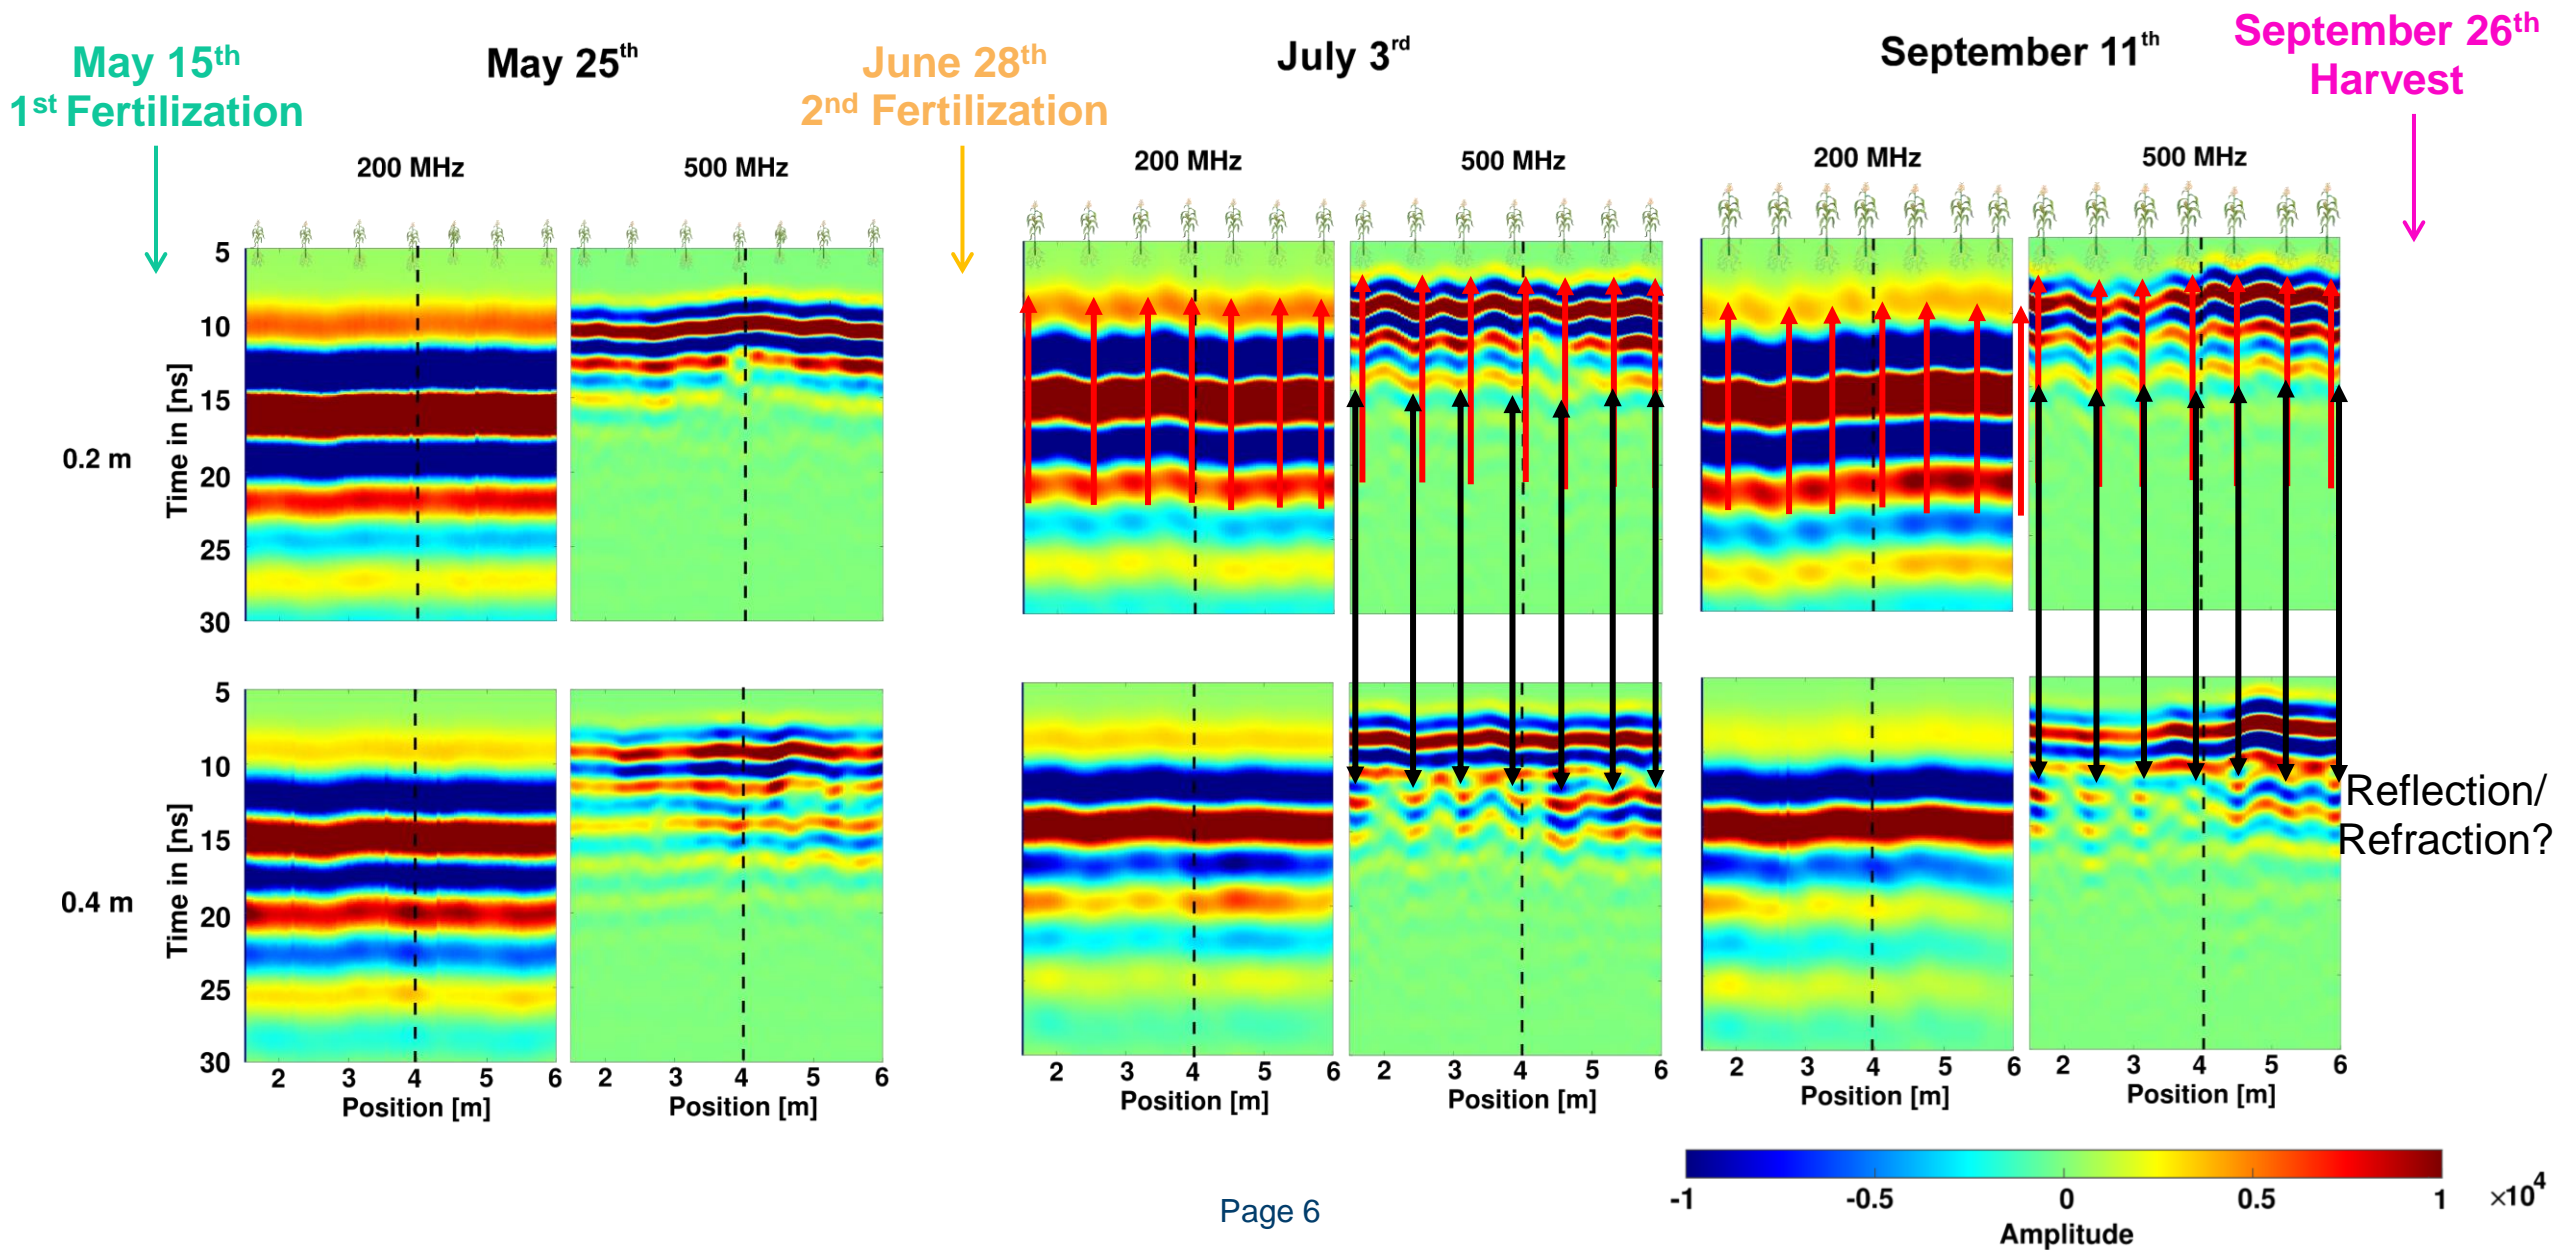 May 15th
1st Fertilization
May 25th
June 28th
2nd Fertilization
July 3rd
September 11th
September 26th
Harvest
200 MHz
500 MHz
200 MHz
500 MHz
200 MHz
500 MHz
0.2 m
Time in [ns]
5
10
15
20
25
30
0.4 m
Time in [ns]
5
10
15
20
25
30
Reflection/
Refraction?
2 3 4 5 6
Position [m]
2 3 4 5 6
Position [m]
2 3 4 5 6
Position [m]
2 3 4 5 6
Position [m]
2 3 4 5 6
Position [m]
2 3 4 5 6
Position [m]
-1 -0.5 0 0.5 1 ×10⁴
Amplitude
Page 6